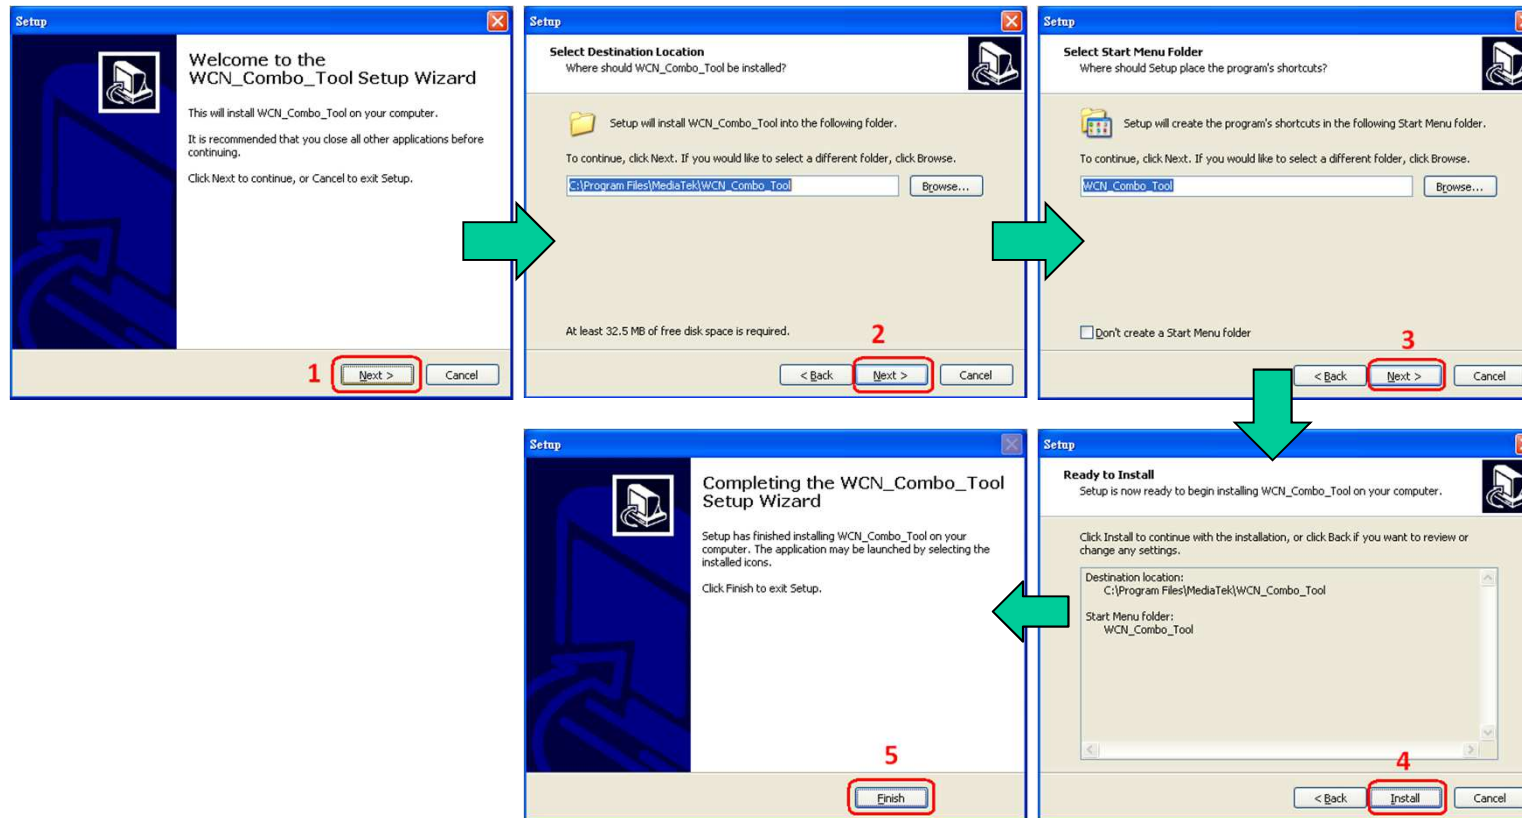 Setup
Welcome to the
WCN_Combo_Tool Setup Wizard
This will install WCN_Combo_Tool on your computer.
It is recommended that you close all other applications before
continuing.
Click Next to continue, or Cancel to exit Setup.
1
Next >
Cancel
Setup
Select Destination Location
Where should WCN_Combo_Tool be installed?
Setup will install WCN_Combo_Tool into the following folder.
To continue, click Next. If you would like to select a different folder, click Browse.
C:\Program Files\MediaTek\WCN_Combo_Tool
Browse...
At least 32.5 MB of free disk space is required.
2
< Back
Next >
Cancel
Setup
Select Start Menu Folder
Where should Setup place the program's shortcuts?
Setup will create the program's shortcuts in the following Start Menu folder.
To continue, click Next. If you would like to select a different folder, click Browse.
WCN_Combo_Tool
Browse...
Don't create a Start Menu folder
3
< Back
Next >
Cancel
Setup
Ready to Install
Setup is now ready to begin installing WCN_Combo_Tool on your computer.
Click Install to continue with the installation, or click Back if you want to review or
change any settings.
Destination location:
C:\Program Files\MediaTek\WCN_Combo_Tool
Start Menu folder:
WCN_Combo_Tool
4
< Back
Install
Cancel
Setup
Completing the WCN_Combo_Tool
Setup Wizard
Setup has finished installing WCN_Combo_Tool on your
computer. The application may be launched by selecting the
installed icons.
Click Finish to exit Setup.
5
Finish